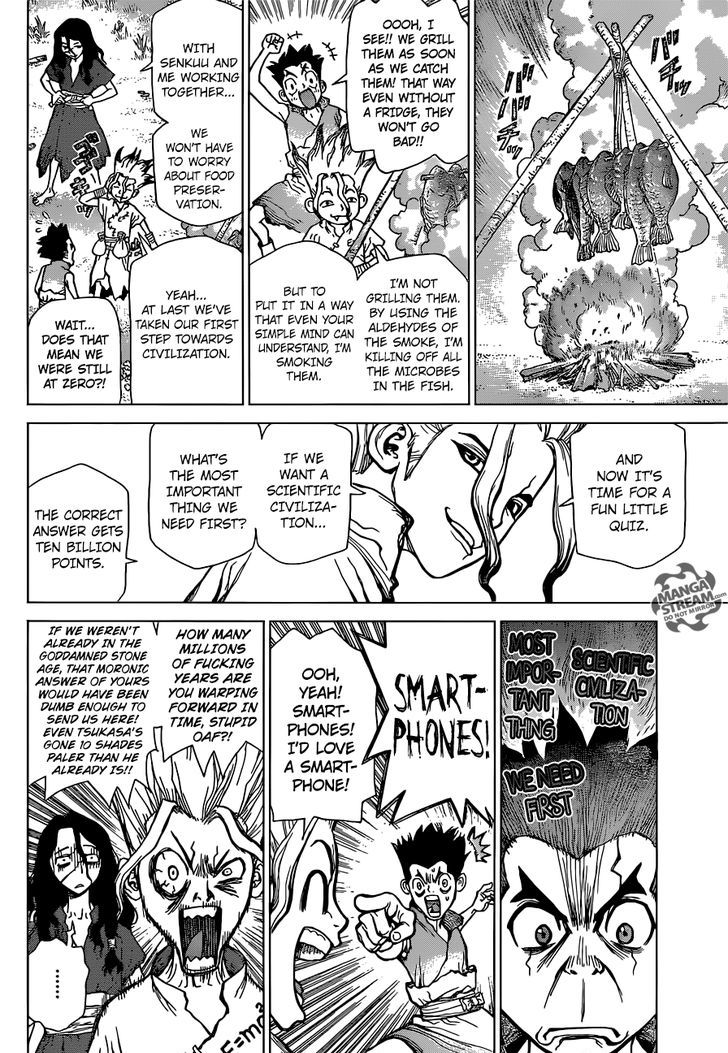 OOOH, I
SEE!! WE GRILL
THEM AS SOON
AS WE CATCH
THEM! THAT WAY
EVEN WITHOUT
A FRIDGE, THEY
WON'T GO
BAD!!
I'M NOT
GRILLING THEM.
BY USING THE
ALDEHYDES OF
THE SMOKE, I'M
KILLING OFF ALL
THE MICROBES
IN THE FISH.
BUT TO
PUT IT IN A WAY
THAT EVEN YOUR
SIMPLE MIND CAN
UNDERSTAND, I'M
SMOKING
THEM.
WITH
SENKUU AND
ME WORKING
TOGETHER...
WE
WON'T HAVE
TO WORRY
ABOUT FOOD
PRESER-
VATION.
YEAH...
AT LAST WE'VE
TAKEN OUR FIRST
STEP TOWARDS
CIVILIZATION.
WAIT...
DOES THAT
MEAN WE
WERE STILL
AT ZERO?!
AND
NOW IT'S
TIME FOR A
FUN LITTLE
QUIZ.
IF WE
WANT A
SCIENTIFIC
CIVILIZA-
TION...
WHAT'S
THE MOST
IMPORTANT
THING WE
NEED FIRST?
THE CORRECT
ANSWER GETS
TEN BILLION
POINTS.
MANGA
STREAM.com
DO NOT MIRROR
SCIENTIFIC
CIVILIZA-
TION
MOST
IMPOR-
TANT
THING
WE NEED
FIRST
SMART-
PHONES!
OOH,
YEAH!
SMART-
PHONES!
I'D LOVE
A SMART-
PHONE!
HOW MANY
MILLIONS
OF FUCKING
YEARS ARE
YOU WARPING
FORWARD IN
TIME, STUPID
OAF?!
IF WE WEREN'T
ALREADY IN THE
GODDAMNED STONE
AGE, THAT MORONIC
ANSWER OF YOURS
WOULD HAVE BEEN
DUMB ENOUGH TO
SEND US HERE!
EVEN TSUKASA'S
GONE 10 SHADES
PALER THAN HE
ALREADY IS!!
......
E=mc²